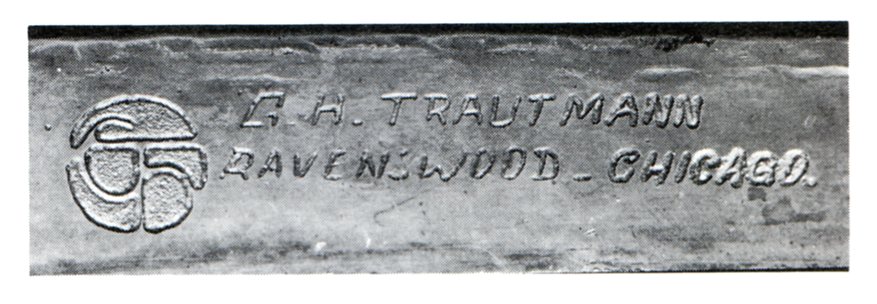 G. H. TRAUTMANN
RAVENSWOOD - CHICAGO.